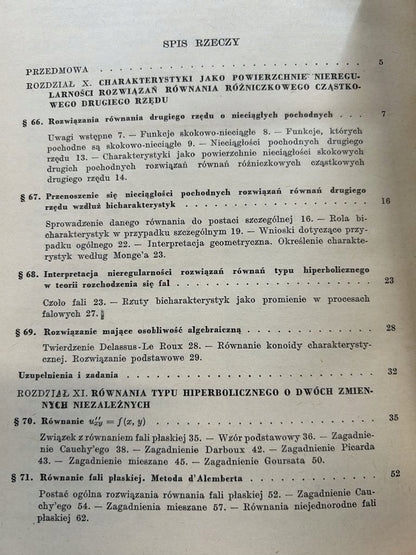 SPIS RZECZY
PRZEDMOWA . . . . . . . . . . . . . . . . . . . . 5
ROZDZIAŁ X. CHARAKTERYSTYKI JAKO POWIERZCHNIE NIEREGU-
LARNOŚCI ROZWIĄZAŃ RÓWNANIA RÓŻNICZKOWEGO CZĄSTKO-
WEGO DRUGIEGO RZĘDU
§ 66. Rozwiązania równania drugiego rzędu o nieciągłych pochodnych . . . 7
Uwagi wstępne 7. — Funkcje skokowo-nieciągłe 8. — Funkcje, których
pochodne są skokowo-nieciągłe 9. — Nieciągłości pochodnych drugiego
rzędu 13. — Charakterystyki jako powierzchnie nieciągłości skokowych
drugich pochodnych rozwiązań równań różniczkowych cząstkowych
drugiego rzędu 14.
§ 67. Przenoszenie się nieciągłości pochodnych rozwiązań równań drugiego
rzędu wzdłuż bicharakterystyk . . . . . . . . . . . . . 16
Sprowadzenie danego równania do postaci szczególnej 16. — Rola bi-
charakterystyk w przypadku szczególnym 19. — Wnioski dotyczące przy-
padku ogólnego 22. — Interpretacja geometryczna. Określenie charakte-
rystyk według Monge'a 23.
§ 68. Interpretacja nieregularności rozwiązań równań typu hiperbolicznego
w teorii rozchodzenia się fal . . . . . . . . . . . . . . 23
Czoło fali 23. — Rzuty bicharakterystyk jako promienie w procesach
falowych 27.
§ 69. Rozwiązania mające osobliwość algebraiczną . . . . . . . . 28
Twierdzenie Delassus-Le Roux 28. — Równanie konoidy charakterysty-
cznej. Rozwiązanie podstawowe 29.
Uzupełnienia i zadania . . . . . . . . . . . . . . . . 32
ROZDZIAŁ XI. RÓWNANIA TYPU HIPERBOLICZNEGO O DWÓCH ZMIEN-
NYCH NIEZALEŻNYCH
§ 70. Równanie u″xy = f(x, y) . . . . . . . . . . . . . . . 35
Związek z równaniem fali płaskiej 35. — Wzór podstawowy 36. — Zagad-
nienie Cauchy'ego 38. — Zagadnienie Darboux 42. — Zagadnienie Picarda
43. — Zagadnienie mieszane 45. — Zagadnienie Goursata 50.
§ 71. Równanie fali płaskiej. Metoda d'Alemberta . . . . . . . . 52
Postać ogólna rozwiązania równania fali płaskiej 52. — Zagadnienie Cau-
chy'ego 54. — Zagadnienia mieszane 57. — Równania niejednorodne fali
płaskiej 62.